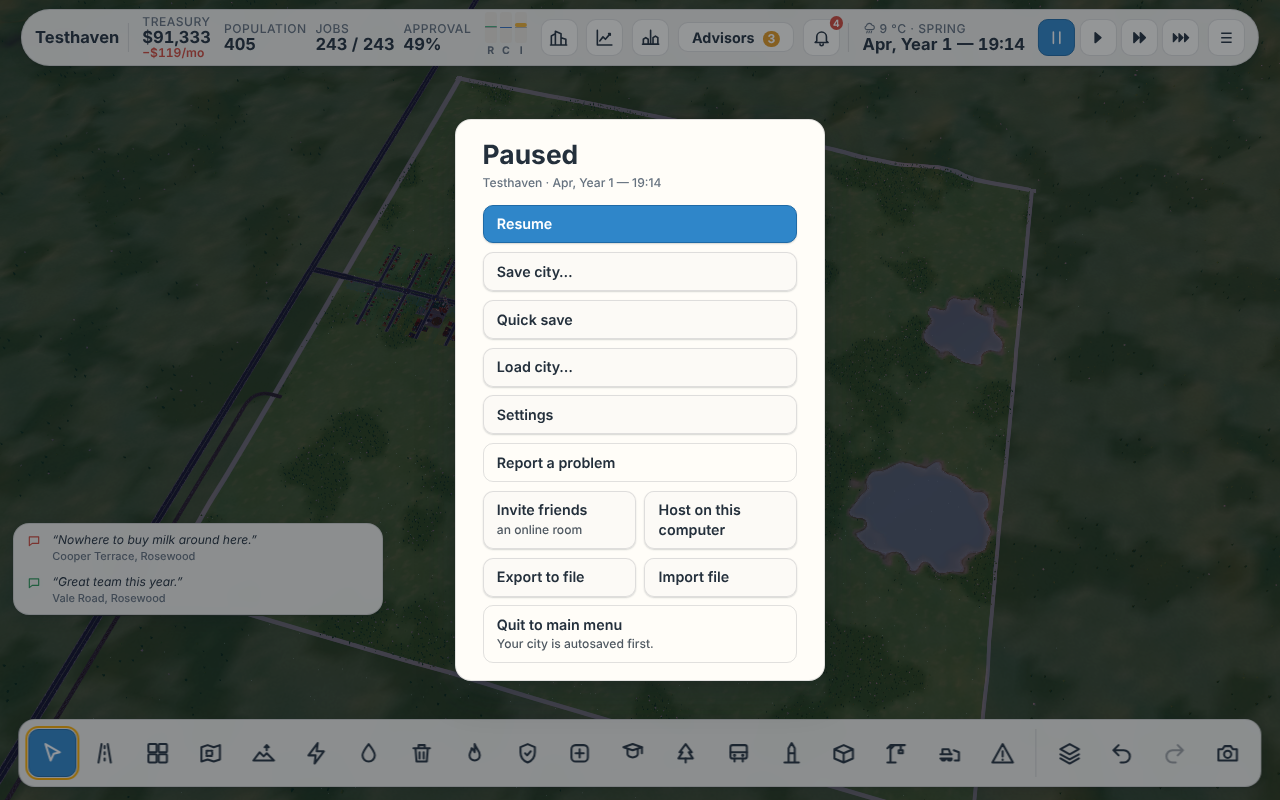 Testhaven
TREASURY
$91,333
−$119/mo
POPULATION
405
JOBS
243 / 243
APPROVAL
49%
R C I
Advisors 3
4
9 °C · SPRING
Apr, Year 1 — 19:14
Paused
Testhaven · Apr, Year 1 — 19:14
Resume
Save city...
Quick save
Load city...
Settings
Report a problem
Invite friends
an online room
Host on this
computer
Export to file
Import file
Quit to main menu
Your city is autosaved first.
“Nowhere to buy milk around here.”
Cooper Terrace, Rosewood
“Great team this year.”
Vale Road, Rosewood